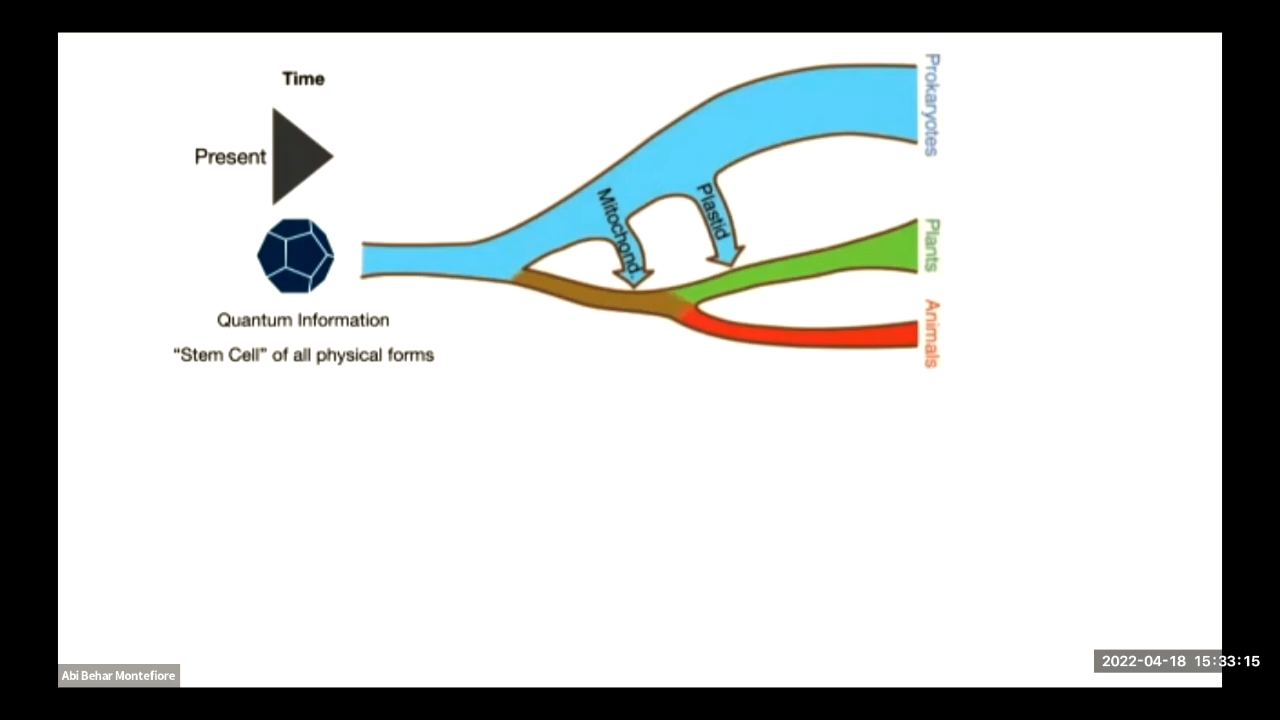 Time
Present
Quantum Information
“Stem Cell” of all physical forms
Mitochond.
Plastid
Prokaryotes
Plants
Animals
Abi Behar Montefiore
2022-04-18 15:33:15